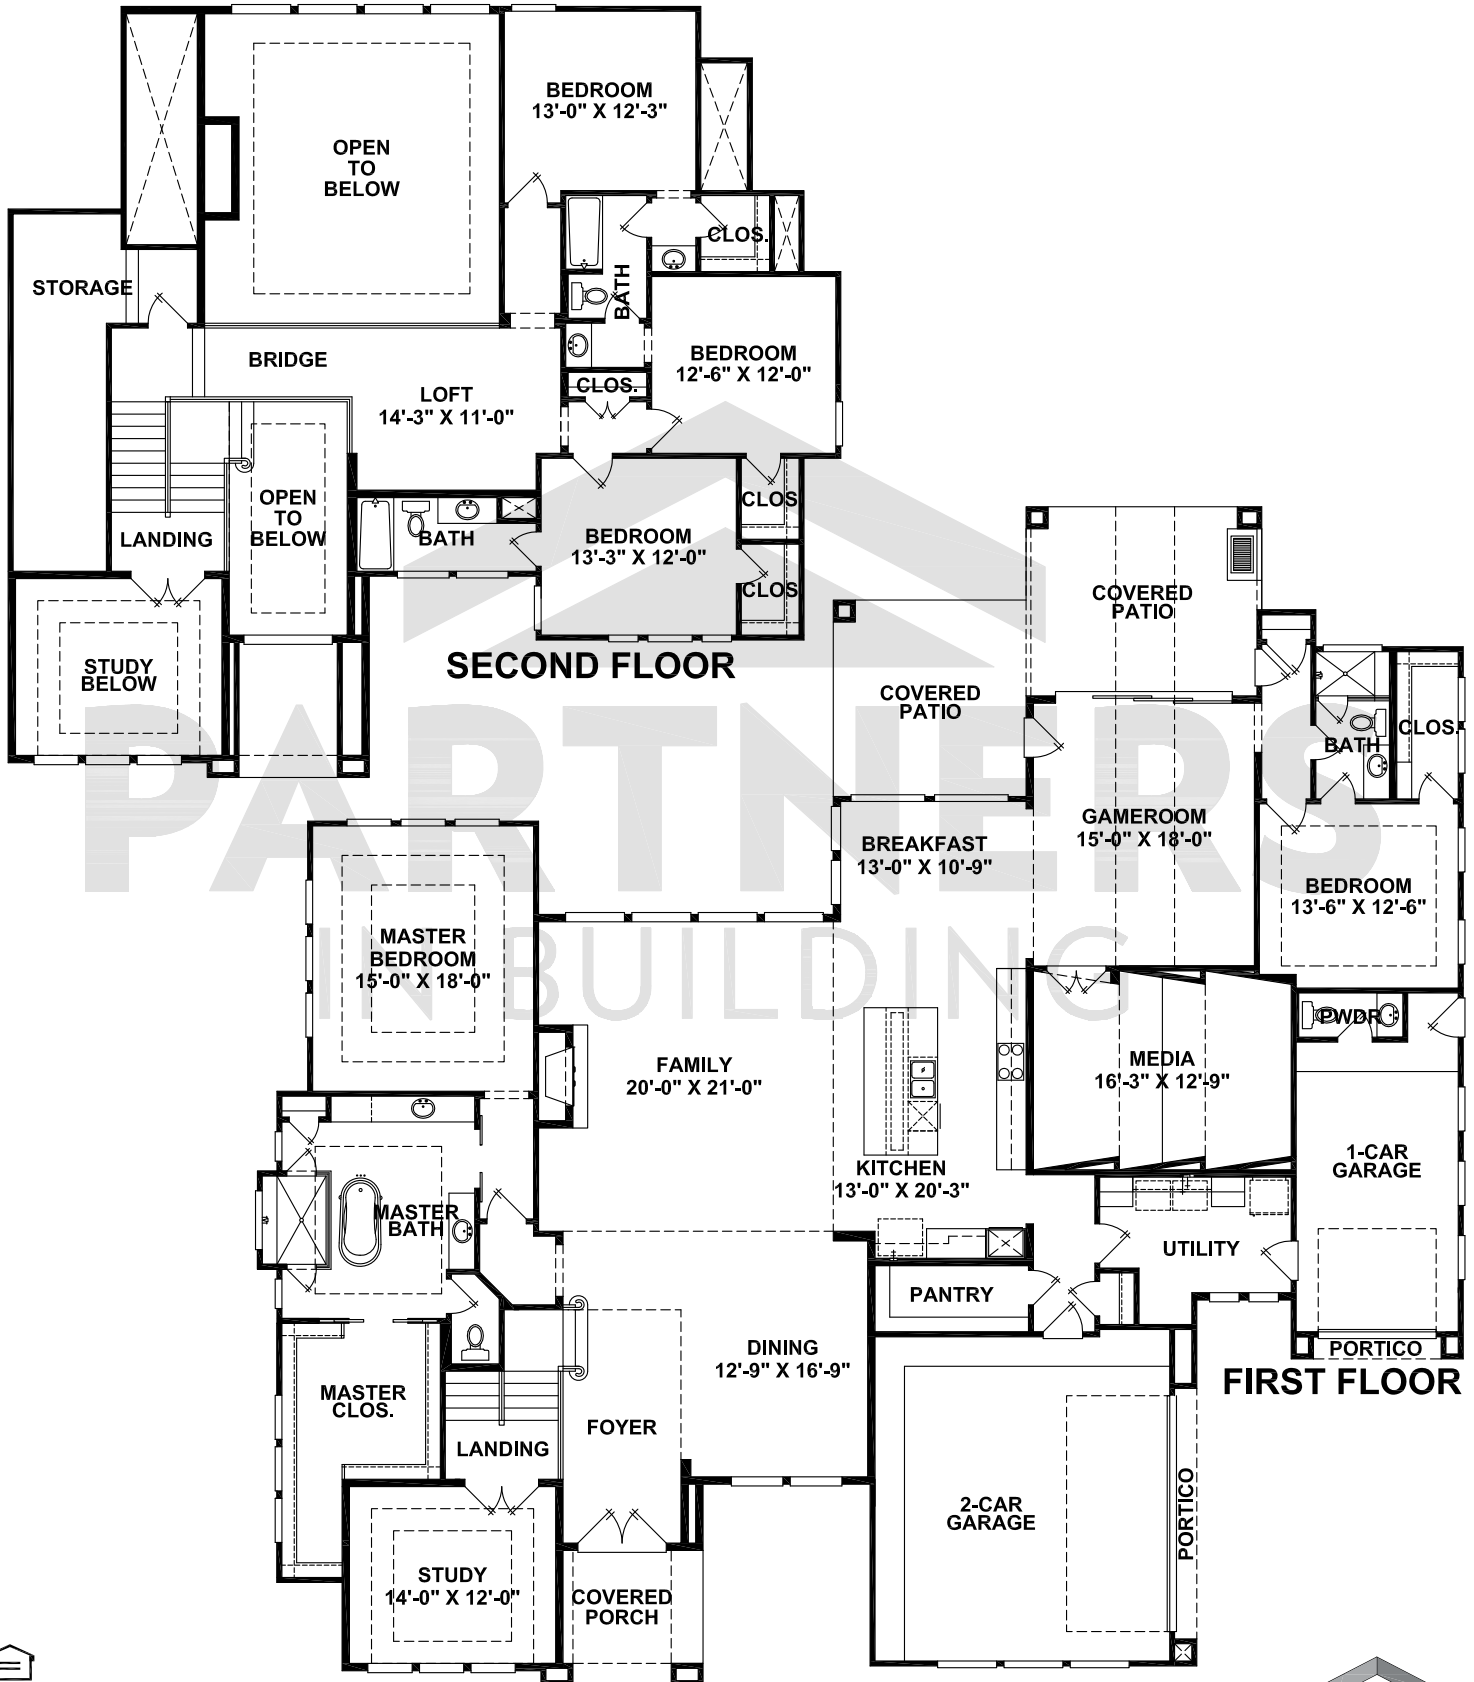 BEDROOM
13'-0" X 12'-3"
OPEN
TO
BELOW
CLOS.
STORAGE
BATH
BRIDGE
BEDROOM
12'-6" X 12'-0"
LOFT
14'-3" X 11'-0"
CLOS.
OPEN
TO
BELOW
CLOS
LANDING
BATH
BEDROOM
13'-3" X 12'-0"
CLOS
STUDY
BELOW
SECOND FLOOR
COVERED
PATIO
COVERED
PATIO
BATH
CLOS.
GAMEROOM
15'-0" X 18'-0"
BREAKFAST
13'-0" X 10'-9"
BEDROOM
13'-6" X 12'-6"
PARTNERS
IN BUILDING
MASTER
BEDROOM
15'-0" X 18'-0"
PWDR
FAMILY
20'-0" X 21'-0"
MEDIA
16'-3" X 12'-9"
KITCHEN
13'-0" X 20'-3"
1-CAR
GARAGE
MASTER
BATH
UTILITY
PANTRY
DINING
12'-9" X 16'-9"
PORTICO
FIRST FLOOR
MASTER
CLOS.
FOYER
LANDING
2-CAR
GARAGE
PORTICO
STUDY
14'-0" X 12'-0"
COVERED
PORCH